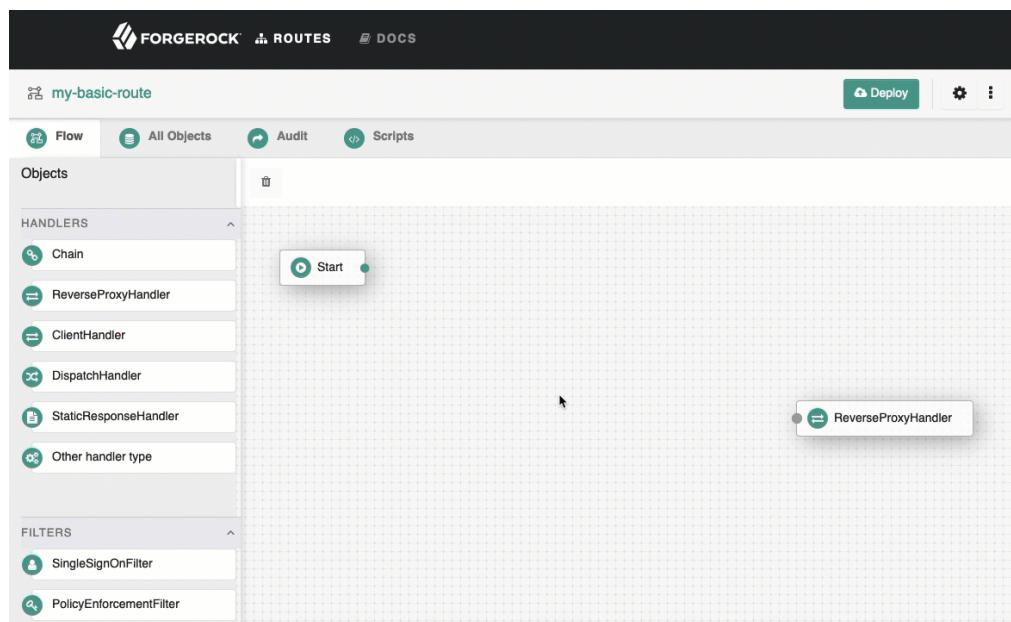 FORGEROCK ROUTES DOCS
my-basic-route Deploy
Flow All Objects Audit Scripts
Objects
HANDLERS
Chain
Start
ReverseProxyHandler
ClientHandler
DispatchHandler
StaticResponseHandler
ReverseProxyHandler
Other handler type
FILTERS
SingleSignOnFilter
PolicyEnforcementFilter